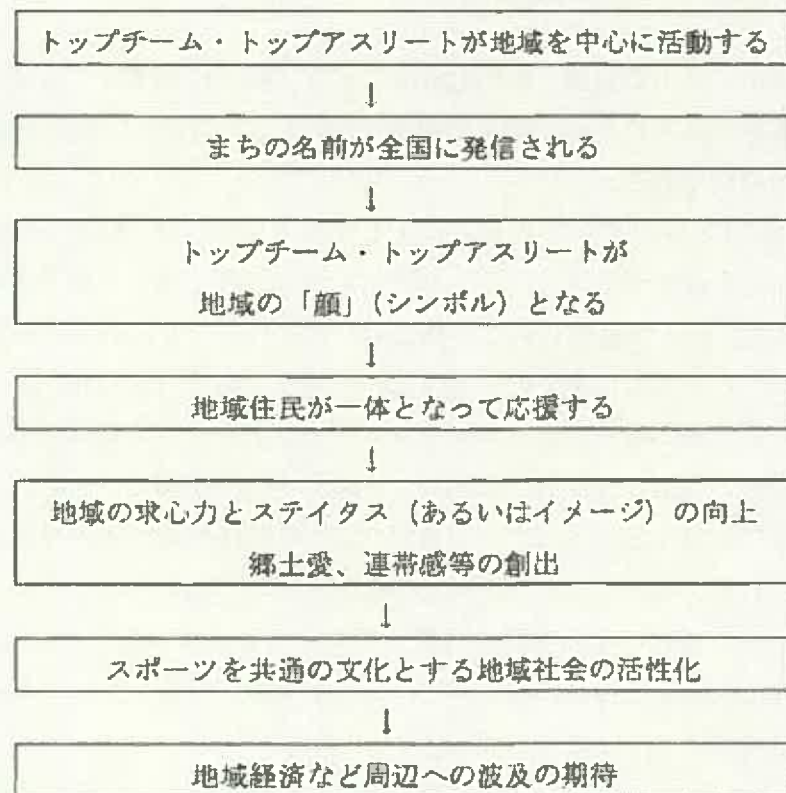 トップチーム・トップアスリートが地域を中心に活動する
↓
まちの名前が全国に発信される
↓
トップチーム・トップアスリートが
地域の「顔」(シンボル)となる
↓
地域住民が一体となって応援する
↓
地域の求心力とステイタス(あるいはイメージ)の向上
郷土愛、連帯感等の創出
↓
スポーツを共通の文化とする地域社会の活性化
↓
地域経済など周辺への波及の期待